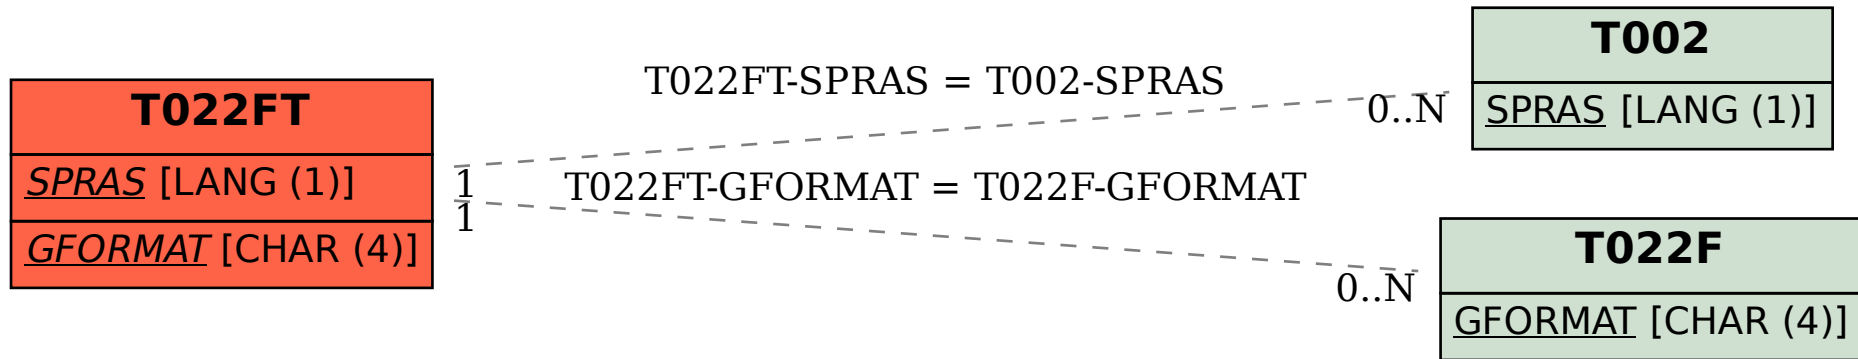 T022FT
SPRAS [LANG (1)]
GFORMAT [CHAR (4)]
T022FT-SPRAS = T002-SPRAS
1
0..N
T022FT-GFORMAT = T022F-GFORMAT
1
0..N
T002
SPRAS [LANG (1)]
T022F
GFORMAT [CHAR (4)]